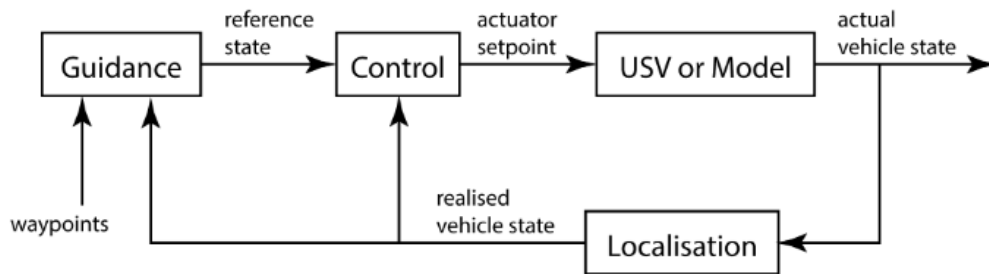 reference
state
actuator
setpoint
actual
vehicle state
Guidance
Control
USV or Model
waypoints
realised
vehicle state
Localisation